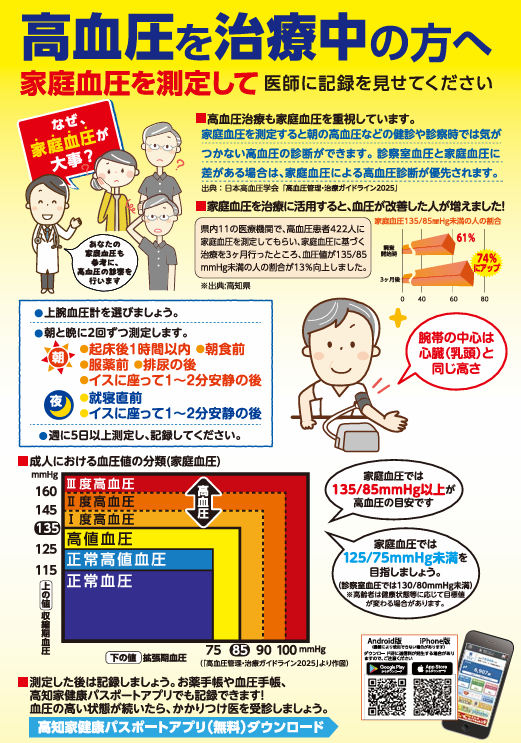 高血圧を治療中の方へ
家庭血圧を測定して 医師に記録を見せてください
なぜ、
家庭血圧が
大事？
■高血圧治療も家庭血圧を重視しています。
家庭血圧を測定すると朝の高血圧などの健診や診察時では気が
つかない高血圧の診断ができます。診察室血圧と家庭血圧に
差がある場合は、家庭血圧による高血圧診断が優先されます。
出典：日本高血圧学会「高血圧管理・治療ガイドライン2025」
■家庭血圧を治療に活用すると、血圧が改善した人が増えました!
あなたの
家庭血圧も
参考に、
高血圧の診察を
行います
県内11の医療機関で、高血圧患者422人に
家庭血圧を測定してもらい、家庭血圧に基づく
治療を3ヶ月行ったところ、血圧値が135/85
mmHg未満の人の割合が13％向上しました。
※出典:高知県
家庭血圧135/85mmHg未満の人の割合
調査
開始時
61%
3ヶ月後
74%
にアップ
0 40 60 80
●上腕血圧計を選びましょう。
●朝と晩に2回ずつ測定します。
朝
●起床後1時間以内 ●朝食前
●服薬前 ●排尿の後
●イスに座って1〜2分安静の後
夜
●就寝直前
●イスに座って1〜2分安静の後
●週に5日以上測定し、記録してください。
腕帯の中心は
心臓（乳頭）と
同じ高さ
■成人における血圧値の分類(家庭血圧)
mmHg
160
145
135
125
115
上の値 収縮期血圧
Ⅲ度高血圧
Ⅱ度高血圧
Ⅰ度高血圧
高血圧
高値血圧
正常高値血圧
正常血圧
75 85 90 100 mmHg
下の値 拡張期血圧
(「高血圧管理・治療ガイドライン2025」より作図)
家庭血圧では
135/85mmHg以上が
高血圧の目安です
家庭血圧では
125/75mmHg未満を
目指しましょう。
(診察室血圧では130/80mmHg未満)
※高齢者は健康状態等に応じて目標値
が変わる場合があります。
■測定した後は記録しましょう。お薬手帳や血圧手帳、
高知家健康パスポートアプリでも記録できます!
血圧の高い状態が続いたら、かかりつけ医を受診しましょう。
高知家健康パスポートアプリ(無料)ダウンロード
Android版 iPhone版
Google Play
App Store